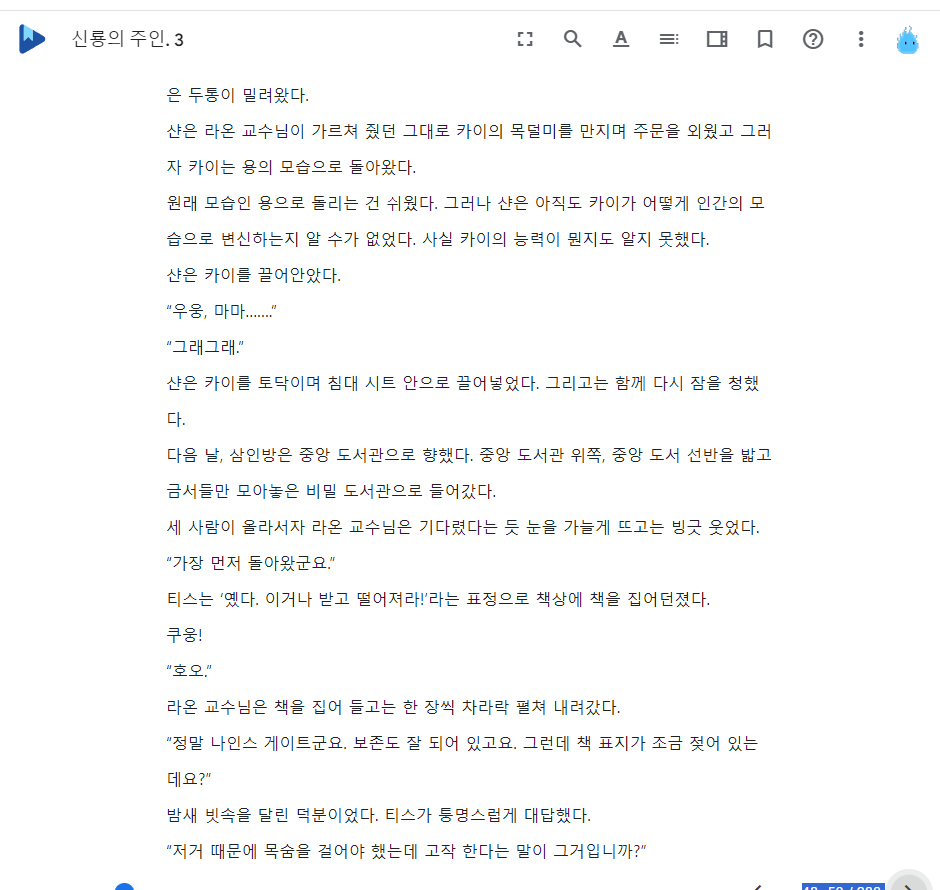 신룡의 주인. 3
은 두통이 밀려왔다.
샨은 라온 교수님이 가르쳐 줬던 그대로 카이의 목덜미를 만지며 주문을 외웠고 그러
자 카이는 용의 모습으로 돌아왔다.
원래 모습인 용으로 돌리는 건 쉬웠다. 그러나 샨은 아직도 카이가 어떻게 인간의 모
습으로 변신하는지 알 수가 없었다. 사실 카이의 능력이 뭔지도 알지 못했다.
샨은 카이를 끌어안았다.
“우웅, 마마…….”
“그래그래.”
샨은 카이를 토닥이며 침대 시트 안으로 끌어넣었다. 그리고는 함께 다시 잠을 청했
다.
다음 날, 삼인방은 중앙 도서관으로 향했다. 중앙 도서관 위쪽, 중앙 도서 선반을 밟고
금서들만 모아놓은 비밀 도서관으로 들어갔다.
세 사람이 올라서자 라온 교수님은 기다렸다는 듯 눈을 가늘게 뜨고는 빙긋 웃었다.
“가장 먼저 돌아왔군요.”
티스는 ‘옜다. 이거나 받고 떨어져라!’라는 표정으로 책상에 책을 집어던졌다.
쿠웅!
“호오.”
라온 교수님은 책을 집어 들고는 한 장씩 차라락 펼쳐 내려갔다.
“정말 나인스 게이트군요. 보존도 잘 되어 있고요. 그런데 책 표지가 조금 젖어 있는
데요?”
밤새 빗속을 달린 덕분이었다. 티스가 퉁명스럽게 대답했다.
“저거 때문에 목숨을 걸어야 했는데 고작 한다는 말이 그거입니까?”